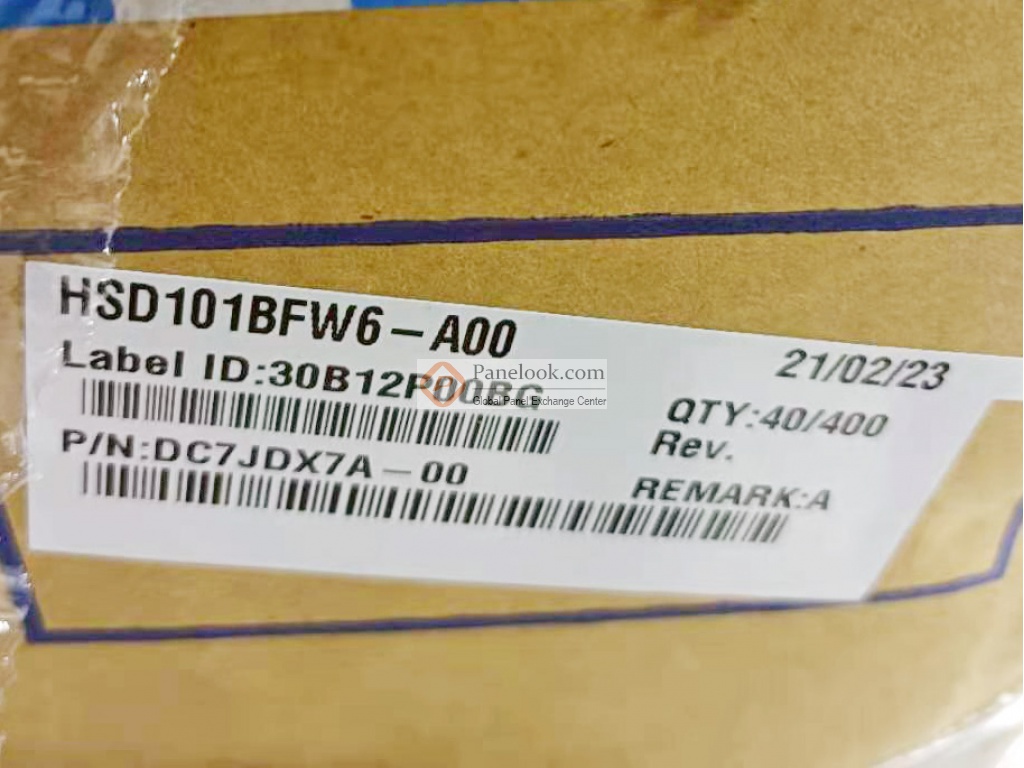 HSD101BFW6-A00
21/02/23
Label ID:30B12P00BG
Panelook.com
Global Panel Exchange Center
QTY:40/400
Rev.
P/N:DC7JDX7A-00
REMARK:A